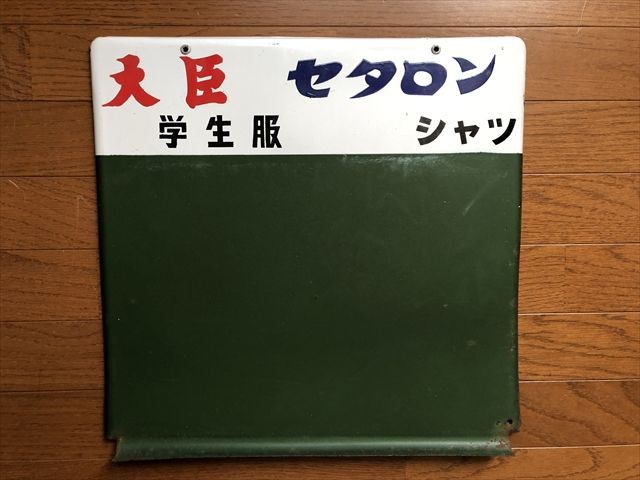 大臣 セタロン
学生服 シャツ